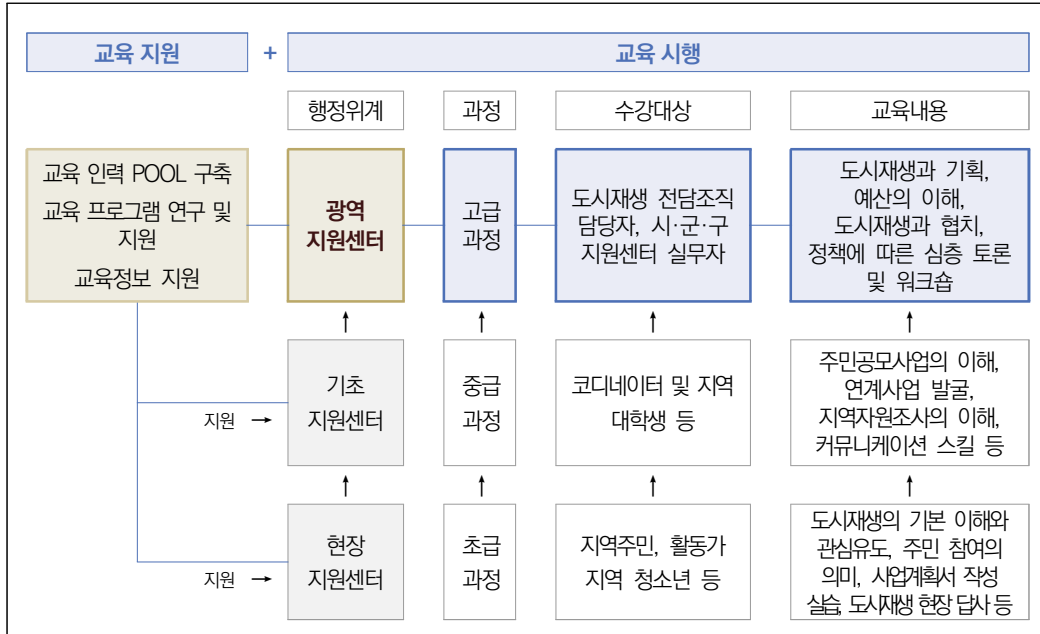 교육 지원 + 교육 시행
행정위계 과정 수강대상 교육내용
교육 인력 POOL 구축
교육 프로그램 연구 및
지원
교육정보 지원
광역
지원센터
고급
과정
도시재생 전담조직
담당자, 시·군·구
지원센터 실무자
도시재생과 기획,
예산의 이해,
도시재생과 협치,
정책에 따른 심층 토론
및 워크숍
↑ ↑ ↑ ↑
지원 →
기초
지원센터
중급
과정
코디네이터 및 지역
대학생 등
주민공모사업의 이해,
연계사업 발굴,
지역자원조사의 이해,
커뮤니케이션 스킬 등
↑ ↑ ↑ ↑
지원 →
현장
지원센터
초급
과정
지역주민, 활동가
지역 청소년 등
도시재생의 기본 이해와
관심유도, 주민 참여의
의미, 사업계획서 작성
실습, 도시재생 현장 답사 등